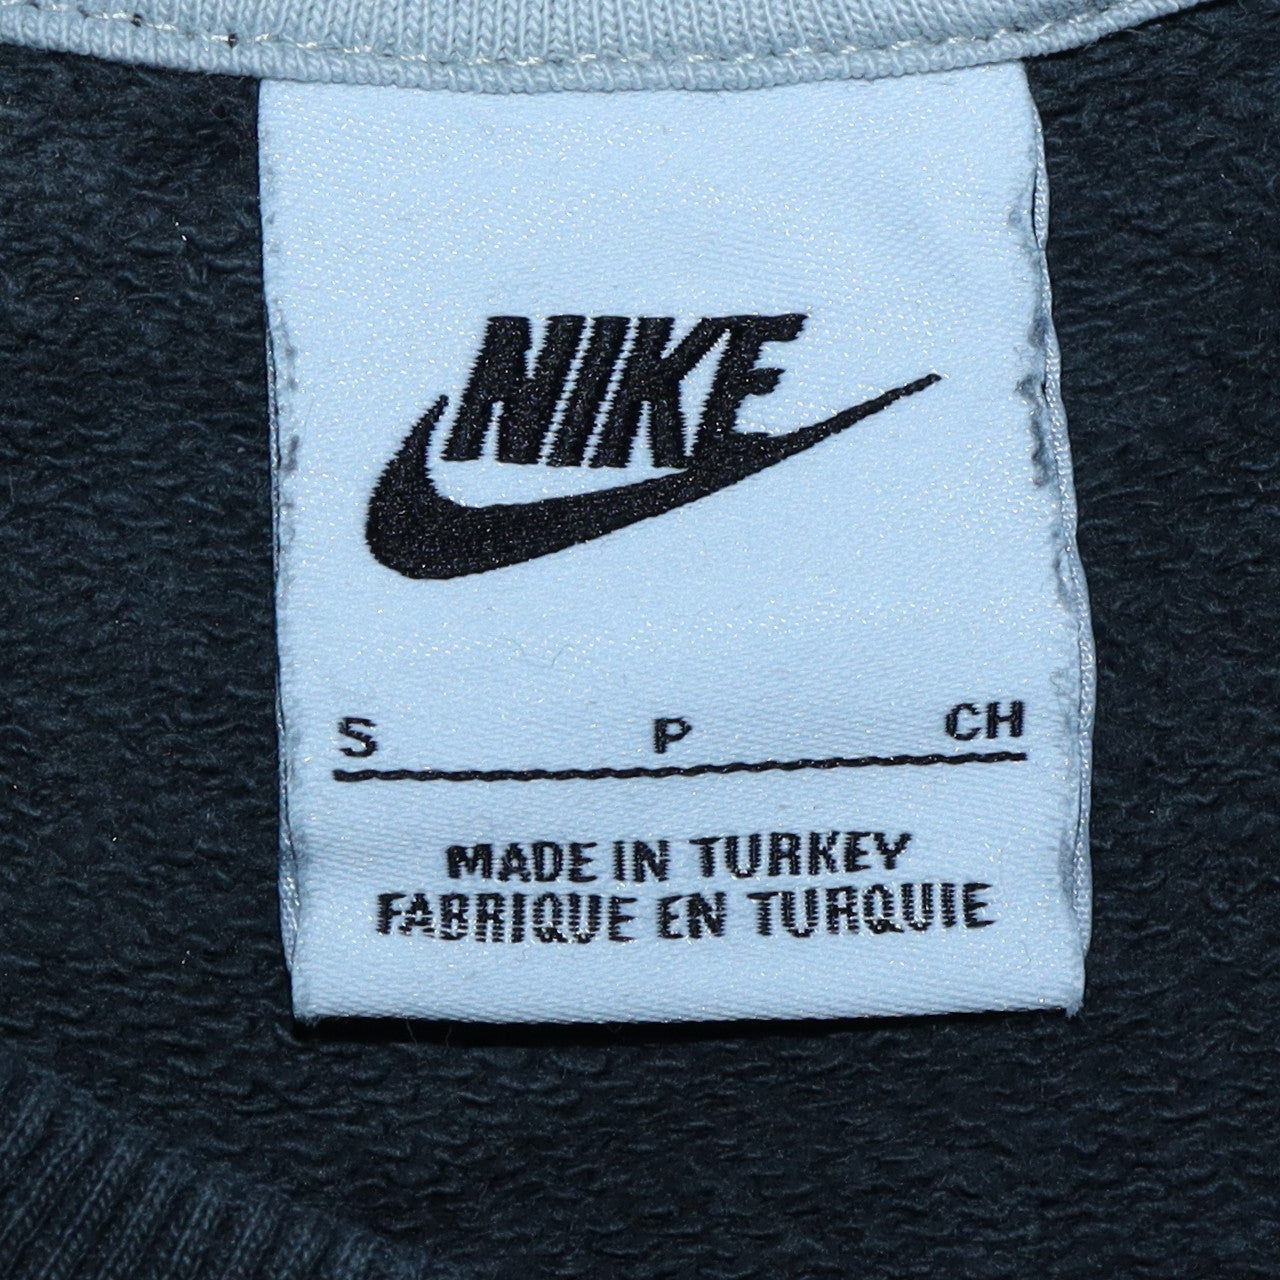 NIKE
S P CH
MADE IN TURKEY
FABRIQUE EN TURQUIE